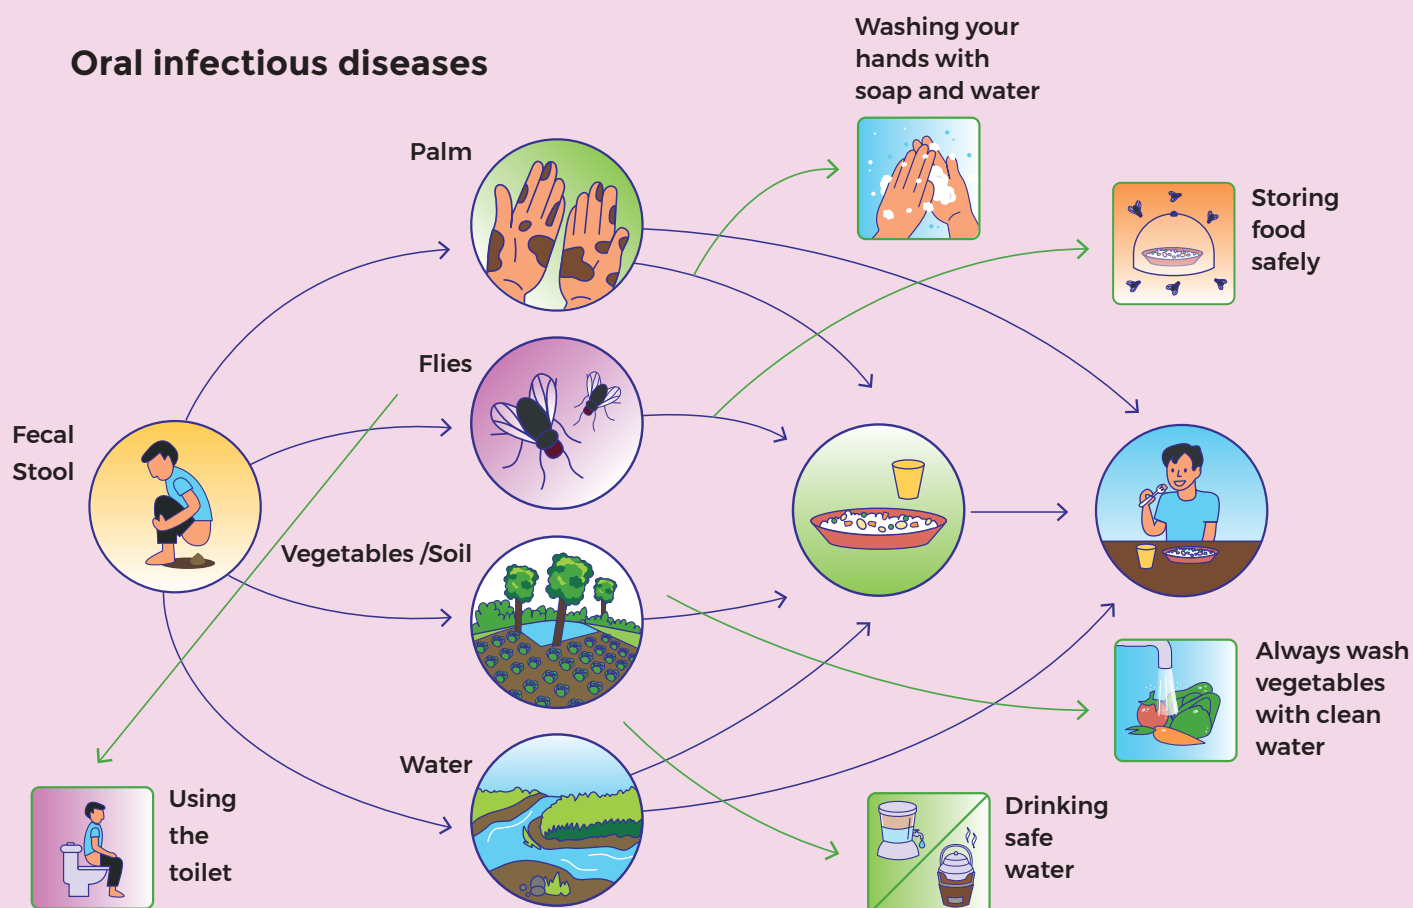 Oral infectious diseases
Washing your
hands with
soap and water
Palm
Storing
food
safely
Flies
Fecal
Stool
Vegetables /Soil
Always wash
vegetables
with clean
water
Water
Using
the
toilet
Drinking
safe
water